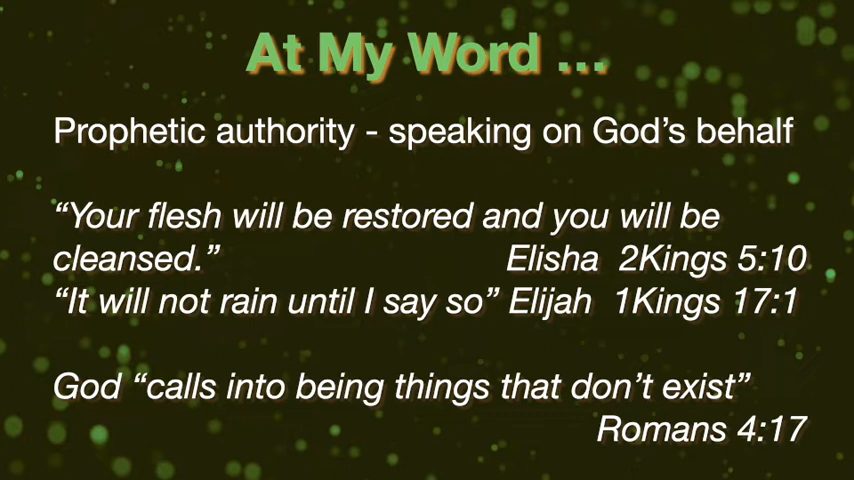 At My Word ...
Prophetic authority - speaking on God’s behalf
“Your flesh will be restored and you will be
cleansed.” Elisha 2Kings 5:10
“It will not rain until I say so” Elijah 1Kings 17:1
God “calls into being things that don’t exist”
Romans 4:17